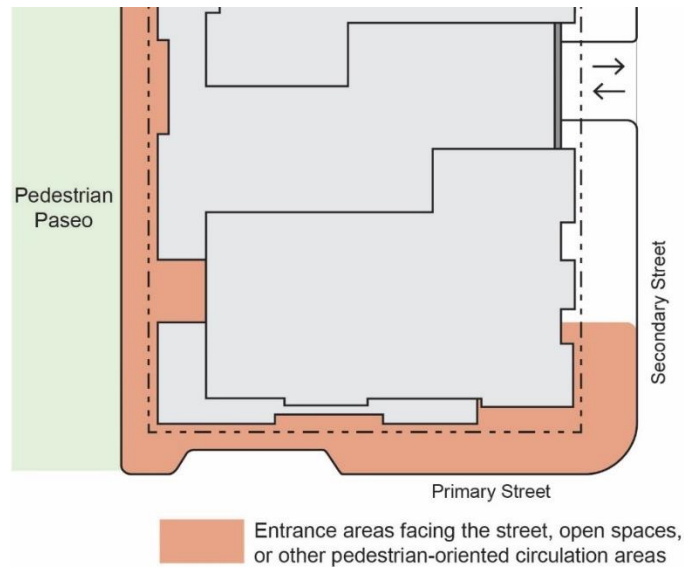 Pedestrian
Paseo
Secondary Street
Primary Street
Entrance areas facing the street, open spaces,
or other pedestrian-oriented circulation areas